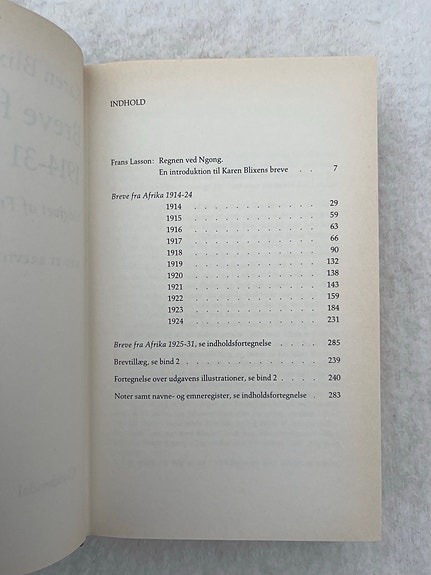 INDHOLD
Frans Lasson: Regnen ved Ngong.
En introduktion til Karen Blixens breve . . 7
Breve fra Afrika 1914-24
1914 . . . . . . . . . . . . 29
1915 . . . . . . . . . . . . 59
1916 . . . . . . . . . . . . 63
1917 . . . . . . . . . . . . 66
1918 . . . . . . . . . . . . 90
1919 . . . . . . . . . . . . 132
1920 . . . . . . . . . . . . 138
1921 . . . . . . . . . . . . 143
1922 . . . . . . . . . . . . 159
1923 . . . . . . . . . . . . 184
1924 . . . . . . . . . . . . 231
Breve fra Afrika 1925-31, se indholdsfortegnelse . . . . 285
Brevtillæg, se bind 2 . . . . . . . . . . . 239
Fortegnelse over udgavens illustrationer, se bind 2 . . . . 240
Noter samt navne- og emneregister, se indholdsfortegnelse . 283